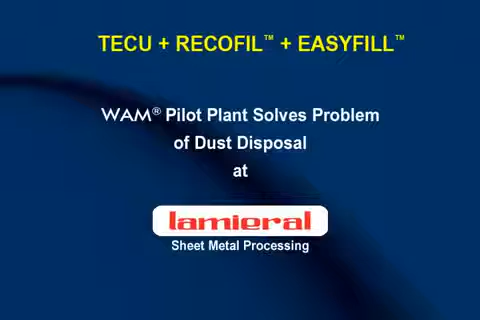 TECU + RECOFIL™ + EASYFILL™
WAM® Pilot Plant Solves Problem
of Dust Disposal
at
lamieral
Sheet Metal Processing